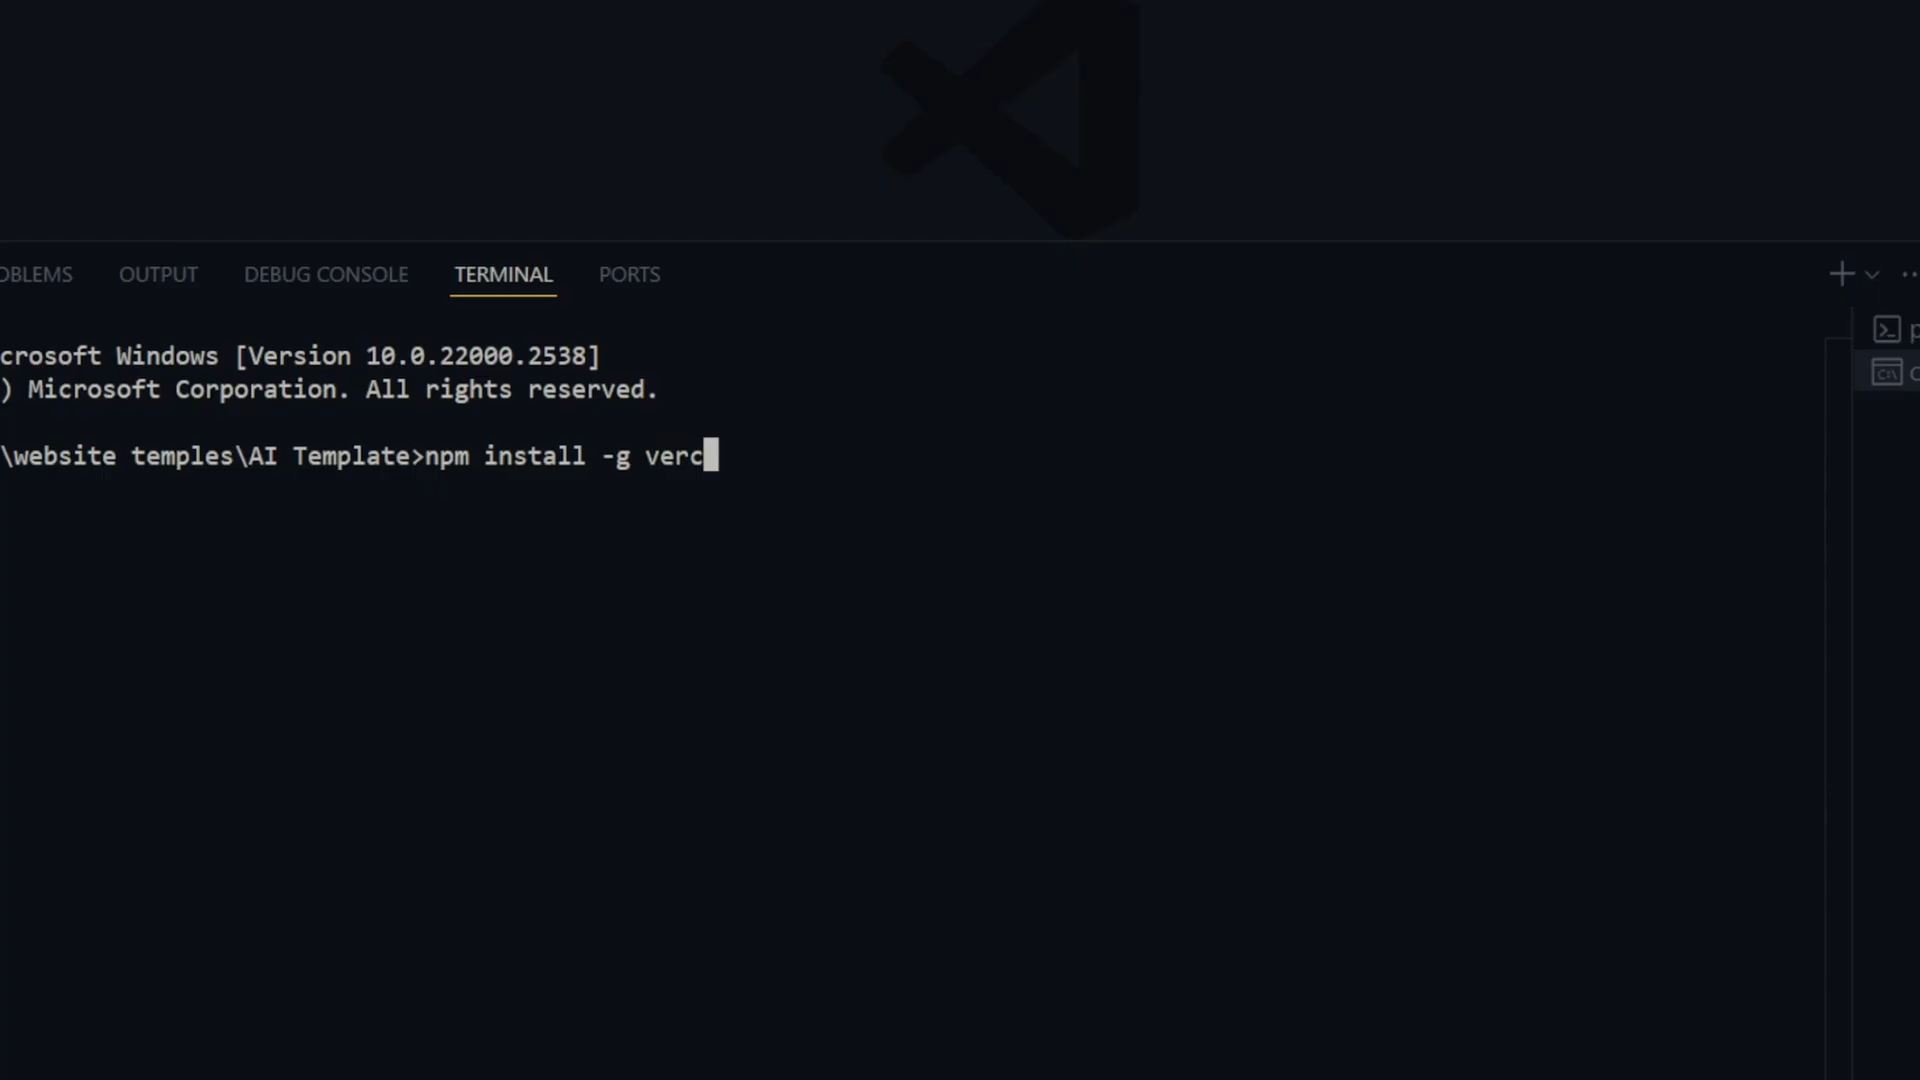 OBLEMS OUTPUT DEBUG CONSOLE TERMINAL PORTS
crosoft Windows [Version 10.0.22000.2538]
) Microsoft Corporation. All rights reserved.
\website temples\AI Template>npm install -g verc